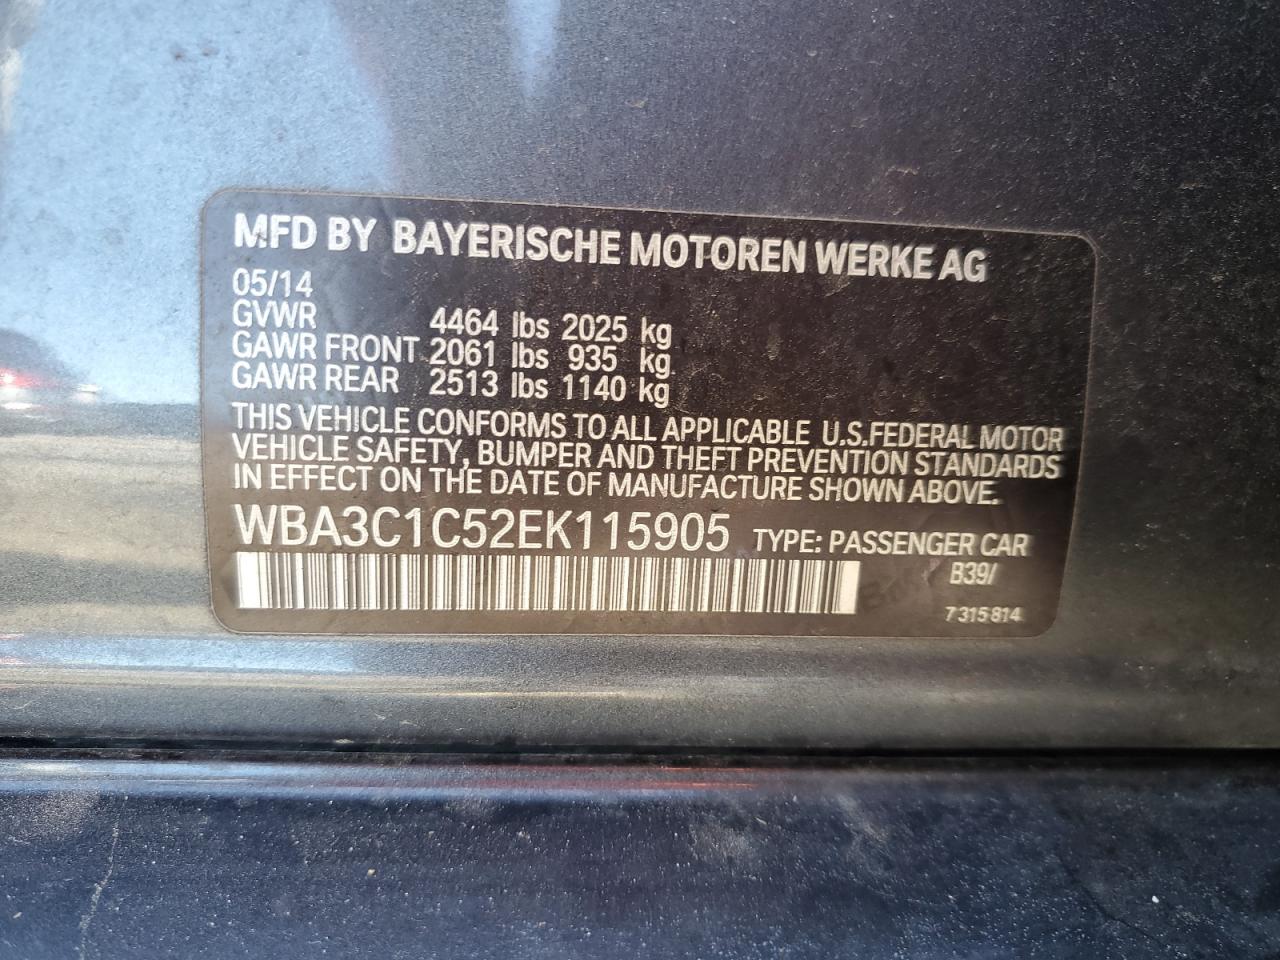 MFD BY BAYERISCHE MOTOREN WERKE AG
05/14
GVWR 4464 lbs 2025 kg
GAWR FRONT 2061 lbs 935 kg
GAWR REAR 2513 lbs 1140 kg
THIS VEHICLE CONFORMS TO ALL APPLICABLE U.S.FEDERAL MOTOR
VEHICLE SAFETY, BUMPER AND THEFT PREVENTION STANDARDS
IN EFFECT ON THE DATE OF MANUFACTURE SHOWN ABOVE.
WBA3C1C52EK115905 TYPE: PASSENGER CAR
B39/
7 315 814